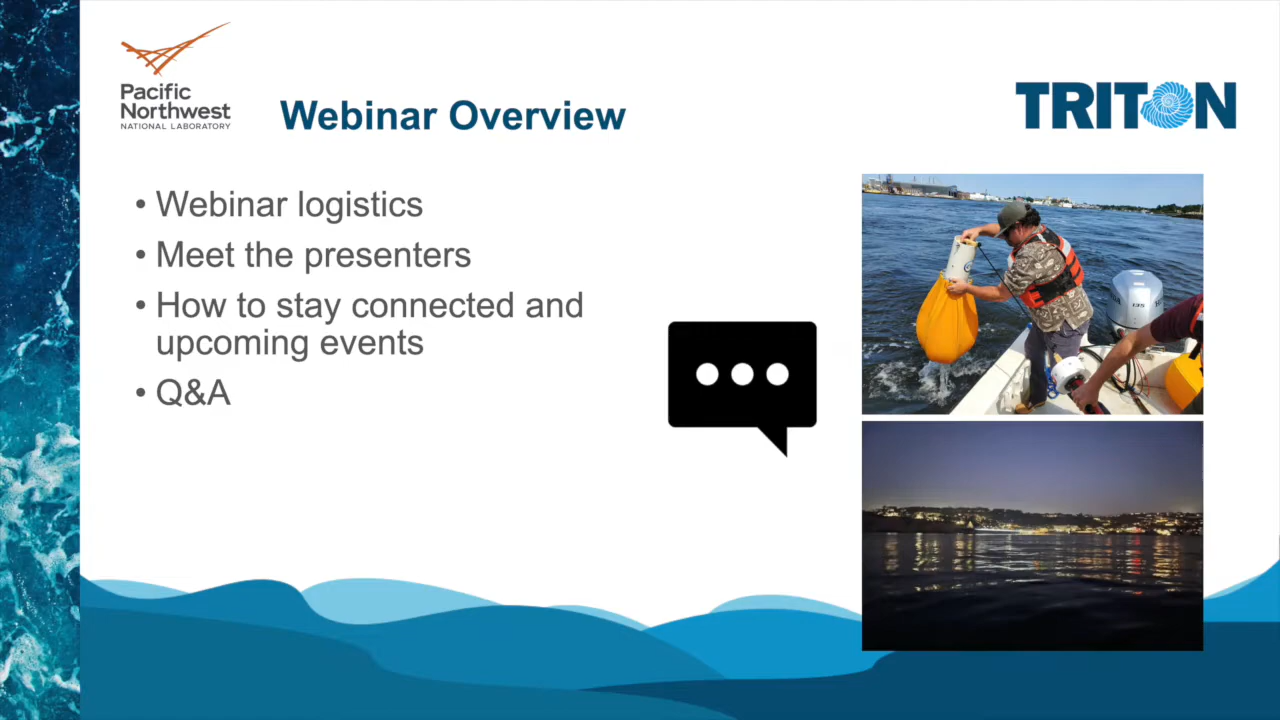 Pacific
Northwest
NATIONAL LABORATORY
Webinar Overview
TRITON
• Webinar logistics
• Meet the presenters
• How to stay connected and
upcoming events
• Q&A